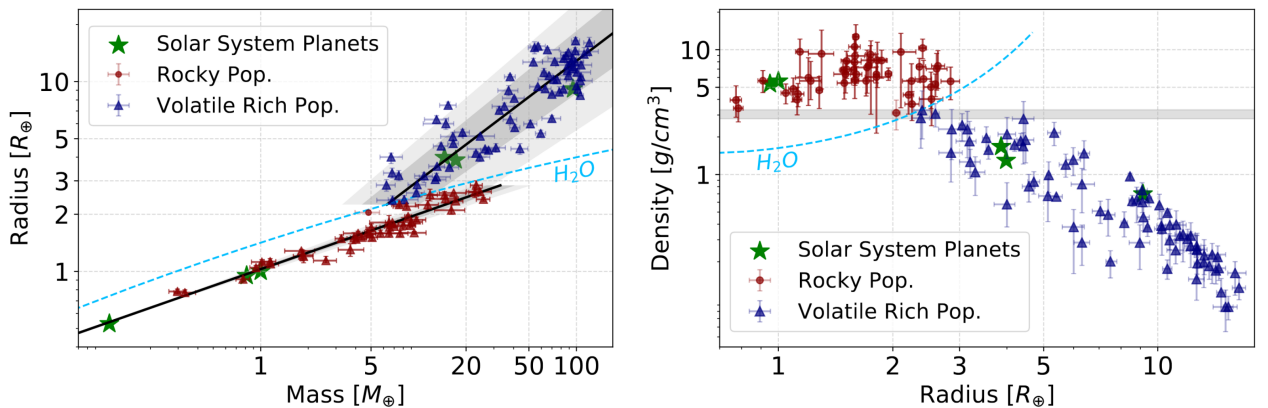 Solar System Planets
Rocky Pop.
Volatile Rich Pop.
H₂O
10
5
3
2
1
Radius [R⊕]
1
5
10
20
50
100
Mass [M⊕]
10
5
1
Density [g/cm³]
H₂O
Solar System Planets
Rocky Pop.
Volatile Rich Pop.
1
2
3
5
10
Radius [R⊕]